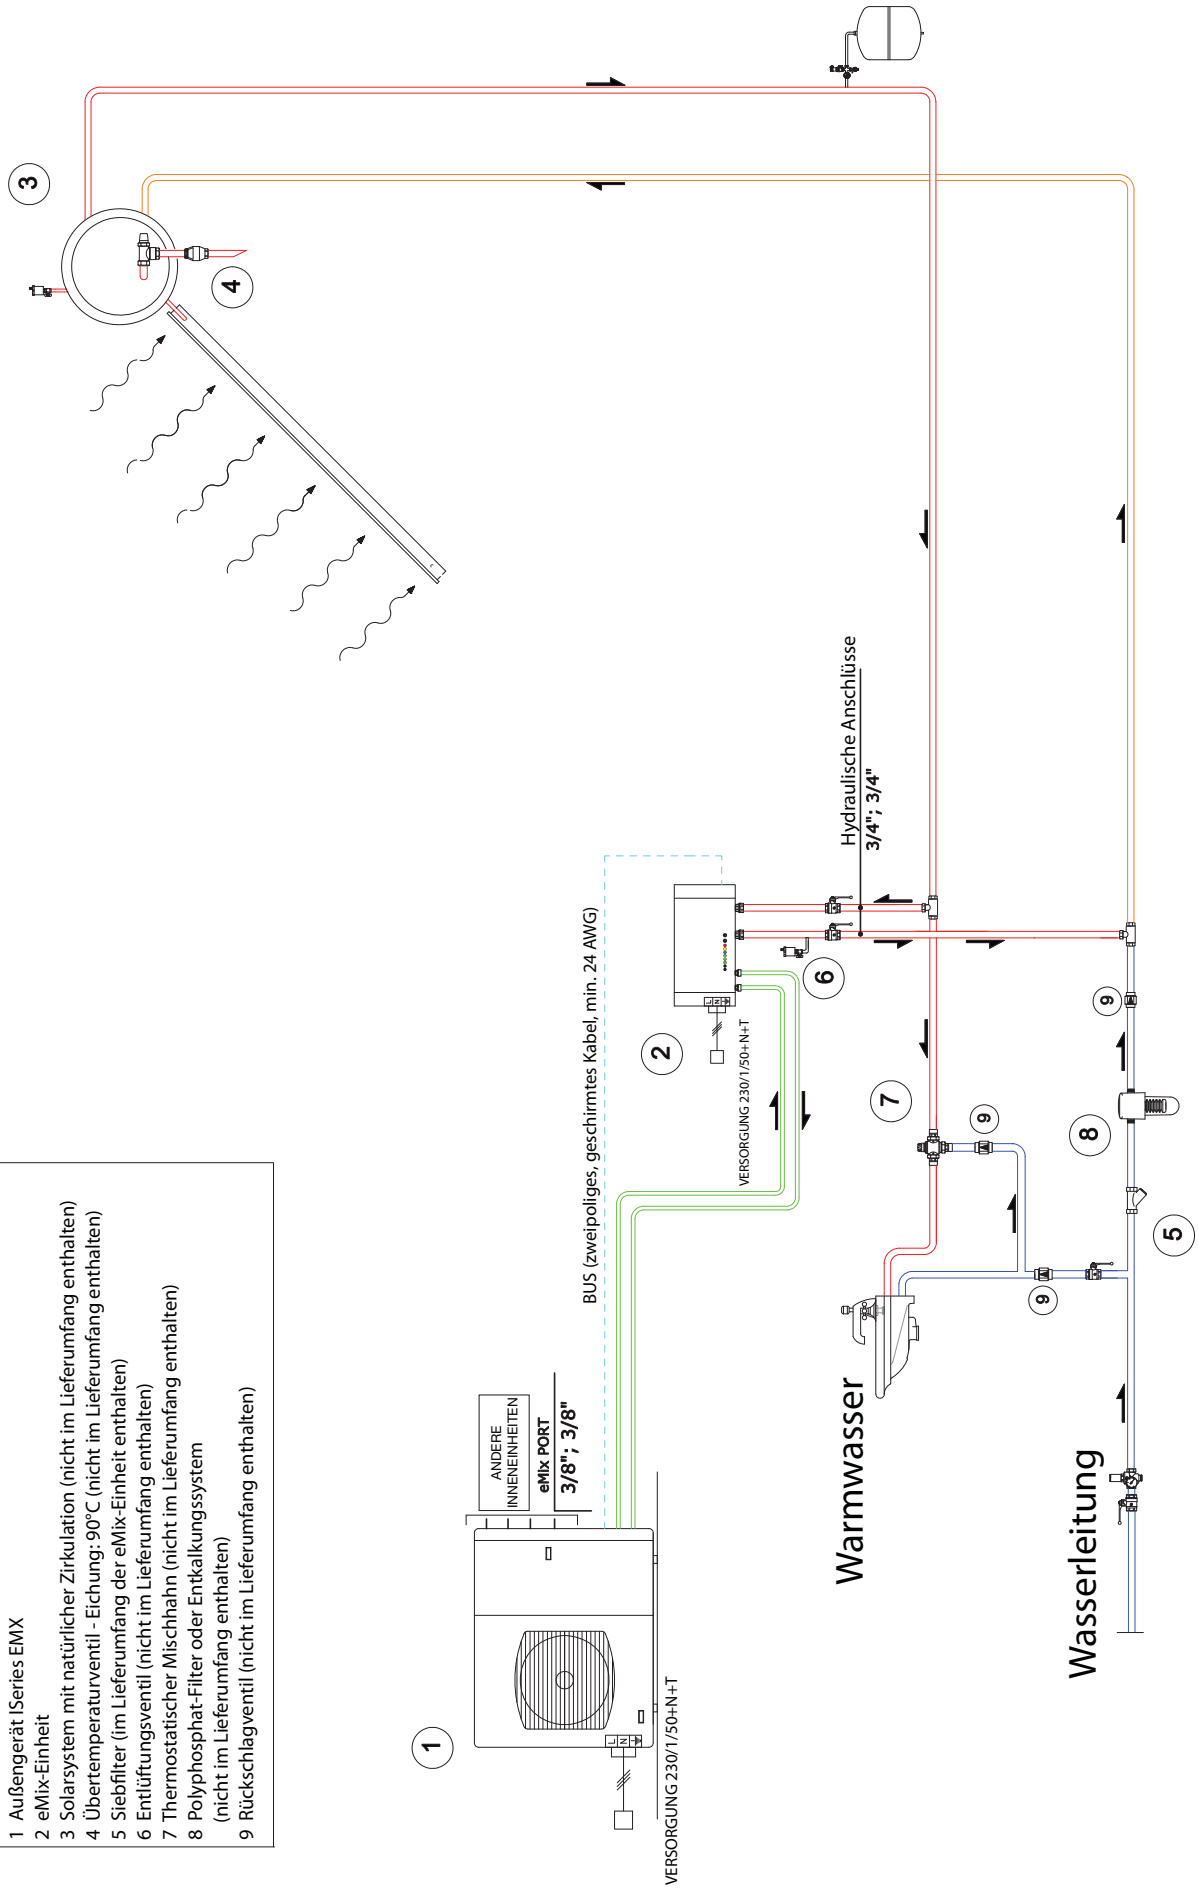 1 Außengerät ISeries EMX
2 eMix-Einheit
3 Solarsystem mit natürlicher Zirkulation (nicht im Lieferumfang enthalten)
4 Übertemperaturventil - Eichung: 90°C (nicht im Lieferumfang enthalten)
5 Siebfilter (im Lieferumfang der eMix-Einheit enthalten)
6 Entlüftungsventil (nicht im Lieferumfang enthalten)
7 Thermostatischer Mischhahn (nicht im Lieferumfang enthalten)
8 Polyphosphat-Filter oder Entkalkungssystem
(nicht im Lieferumfang enthalten)
9 Rückschlagventil (nicht im Lieferumfang enthalten)
1
L
N
VERSORGUNG 230/1/50+N+T
ANDERE
INNENEINHEITEN
eMix PORT
3/8"; 3/8"
BUS (zweipoliges, geschirmtes Kabel, min. 24 AWG)
2
L
N
VERSORGUNG 230/1/50+N+T
6
Hydraulische Anschlüsse
3/4"; 3/4"
3
4
7
9
9
9
8
5
Warmwasser
Wasserleitung